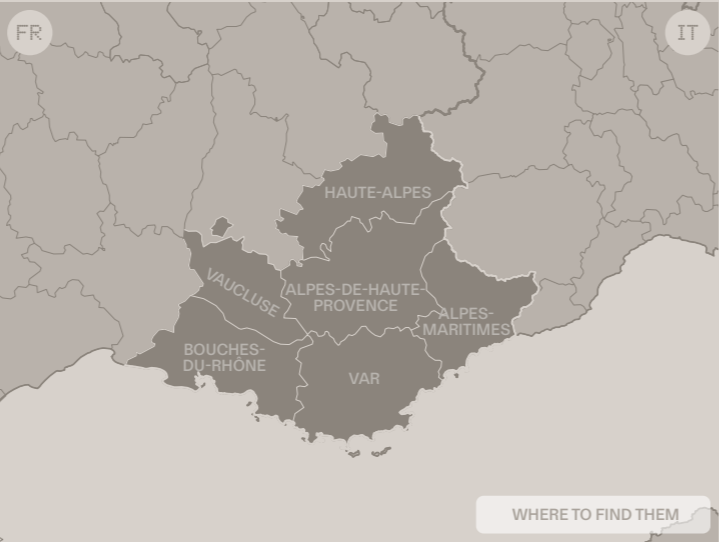 FR
IT
HAUTE-ALPES
VAUCLUSE
ALPES-DE-HAUTE-
PROVENCE
ALPES-
MARITIMES
BOUCHES-
DU-RHÔNE
VAR
WHERE TO FIND THEM